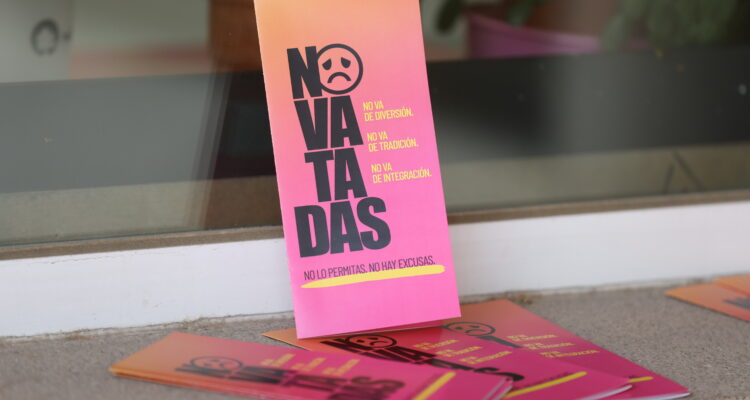 NO
VA
TA
DAS
NO VA
DE DIVERSIÓN.
NO VA
DE TRADICIÓN.
NO VA
DE INTEGRACIÓN.
NO LO PERMITAS. NO HAY EXCUSAS.